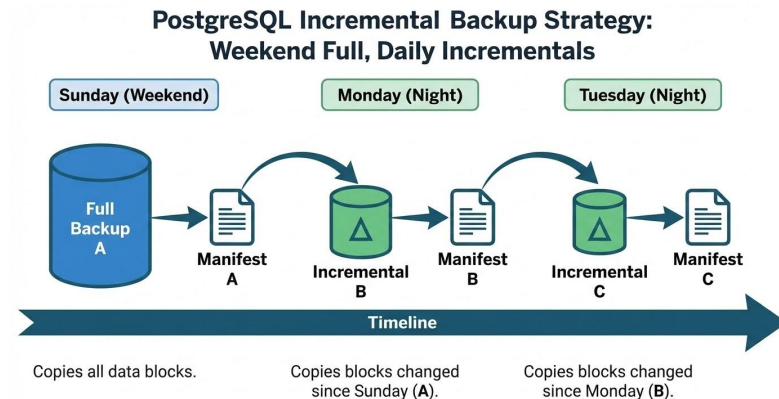 PostgreSQL Incremental Backup Strategy:
Weekend Full, Daily Incrementals
Sunday (Weekend)
Monday (Night)
Tuesday (Night)
Full
Backup
A
Manifest
A
Incremental
B
Manifest
B
Incremental
C
Manifest
C
Timeline
Copies all data blocks.
Copies blocks changed
since Sunday (A).
Copies blocks changed
since Monday (B).